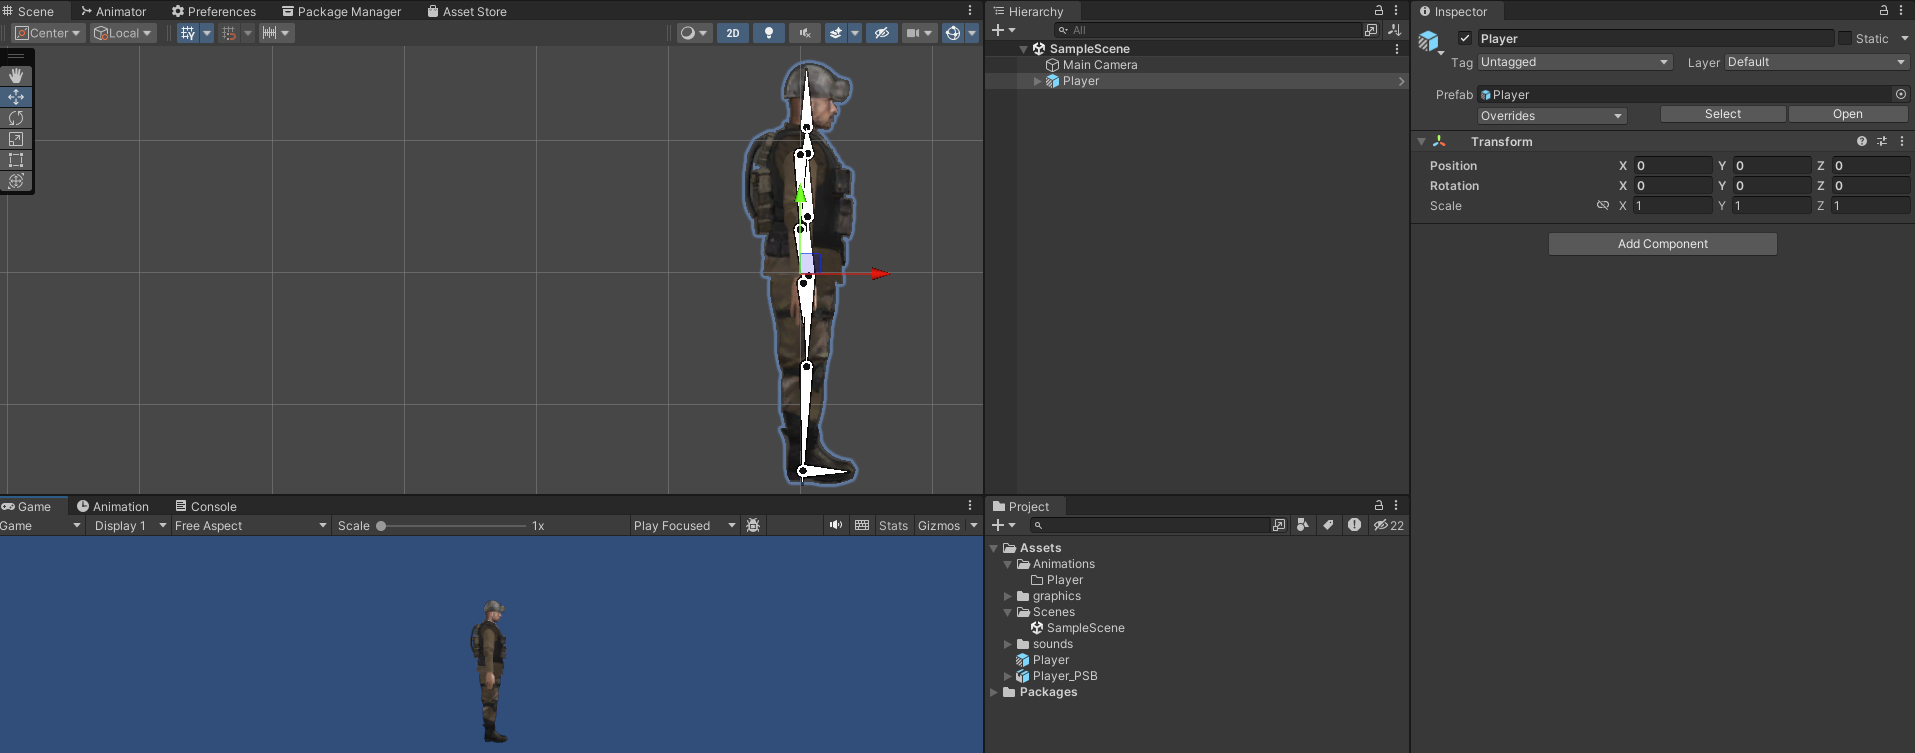 Scene Animator Preferences Package Manager Asset Store
Center Local 2D
Hierarchy
All
SampleScene
Main Camera
Player
Inspector
Player Static
Tag Untagged Layer Default
Prefab Player
Overrides Select Open
Transform
Position X 0 Y 0 Z 0
Rotation X 0 Y 0 Z 0
Scale X 1 Y 1 Z 1
Add Component
Game Animation Console
Game Display 1 Free Aspect Scale 1x Play Focused Stats Gizmos
Project
22
Assets
Animations
Player
graphics
Scenes
SampleScene
sounds
Player
Player_PSB
Packages